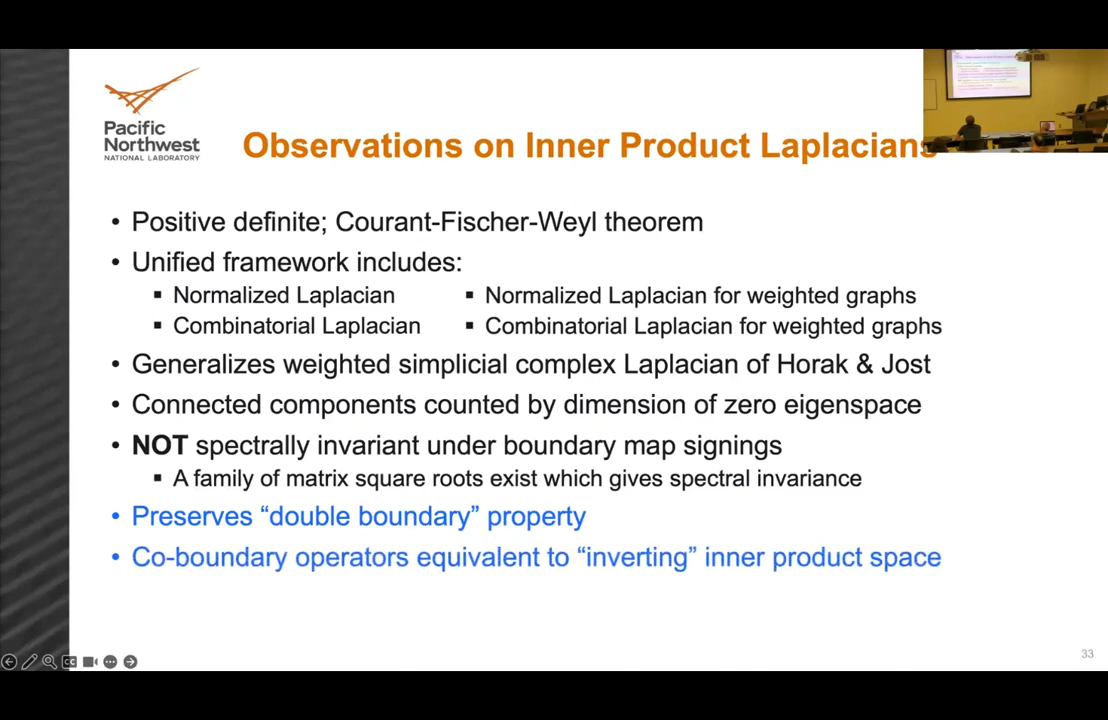 Pacific
Northwest
NATIONAL LABORATORY
Observations on Inner Product Laplacians
• Positive definite; Courant-Fischer-Weyl theorem
• Unified framework includes:
▪ Normalized Laplacian
▪ Normalized Laplacian for weighted graphs
▪ Combinatorial Laplacian
▪ Combinatorial Laplacian for weighted graphs
• Generalizes weighted simplicial complex Laplacian of Horak & Jost
• Connected components counted by dimension of zero eigenspace
• NOT spectrally invariant under boundary map signings
▪ A family of matrix square roots exist which gives spectral invariance
• Preserves “double boundary” property
• Co-boundary operators equivalent to “inverting” inner product space
CC
33